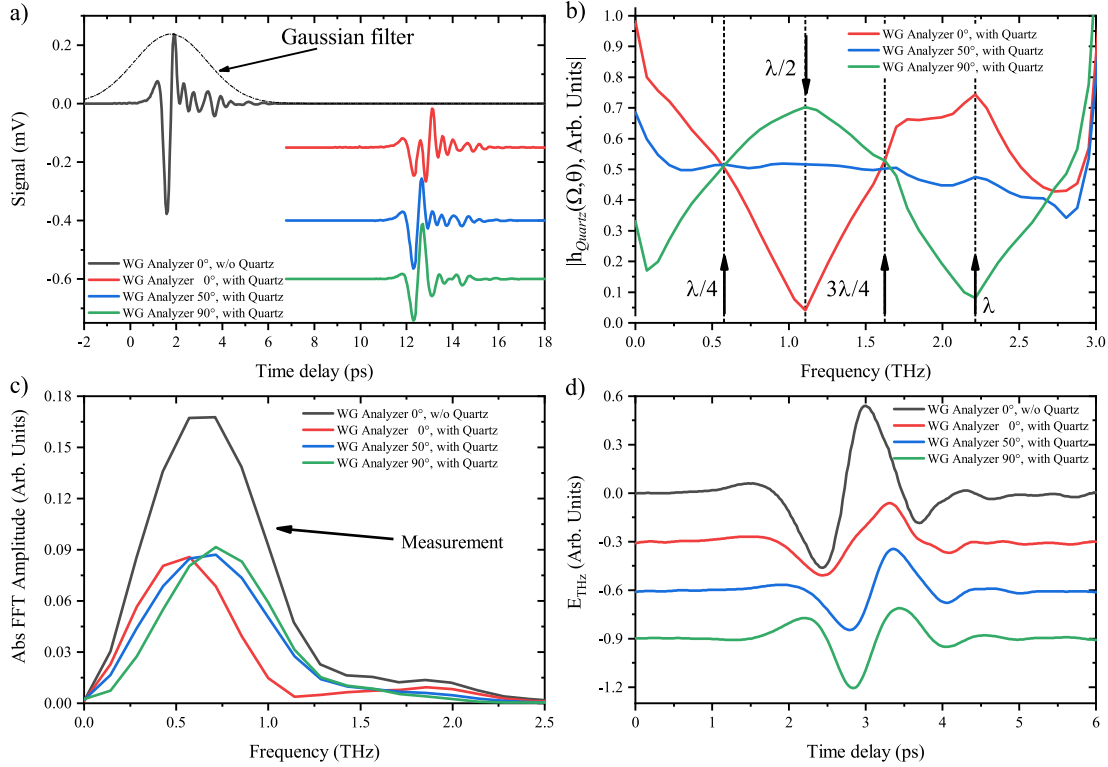 a)
Gaussian filter
0.2
0.0
-0.2
-0.4
-0.6
Signal (mV)
WG Analyzer 0°, w/o Quartz
WG Analyzer 0°, with Quartz
WG Analyzer 50°, with Quartz
WG Analyzer 90°, with Quartz
-2 0 2 4 6 8 10 12 14 16 18
Time delay (ps)
b)
1.0
0.9
0.8
0.7
0.6
0.5
0.4
0.3
0.2
0.1
0.0
|h_Quartz(Ω,θ), Arb. Units|
WG Analyzer 0°, with Quartz
WG Analyzer 50°, with Quartz
WG Analyzer 90°, with Quartz
λ/2
λ/4
3λ/4
λ
0.0 0.5 1.0 1.5 2.0 2.5 3.0
Frequency (THz)
c)
0.18
0.15
0.12
0.09
0.06
0.03
0.00
Abs FFT Amplitude (Arb. Units)
WG Analyzer 0°, w/o Quartz
WG Analyzer 0°, with Quartz
WG Analyzer 50°, with Quartz
WG Analyzer 90°, with Quartz
Measurement
0.0 0.5 1.0 1.5 2.0 2.5
Frequency (THz)
d)
0.6
0.3
0.0
-0.3
-0.6
-0.9
-1.2
E_THz (Arb. Units)
WG Analyzer 0°, w/o Quartz
WG Analyzer 0°, with Quartz
WG Analyzer 50°, with Quartz
WG Analyzer 90°, with Quartz
0 1 2 3 4 5 6
Time delay (ps)